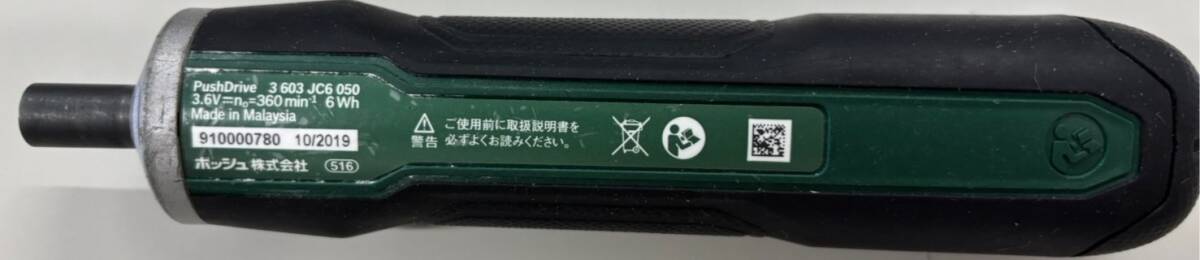 PushDrive 3 603 JC6 050
3.6V⎓n₀=360 min⁻¹ 6 Wh
Made in Malaysia
910000780 10/2019
ボッシュ株式会社 516
警告 ご使用前に取扱説明書を
必ずよくお読みください。